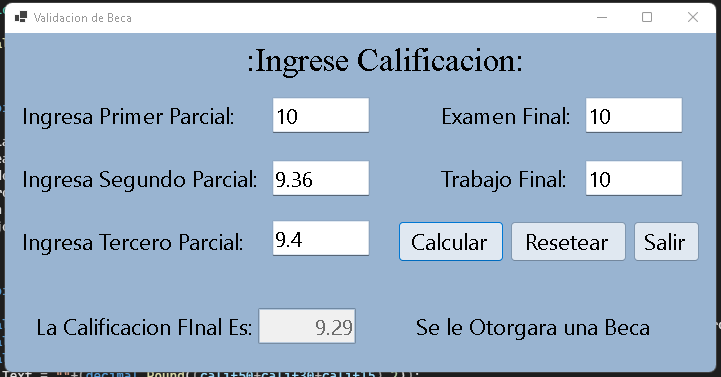 Validacion de Beca
:Ingrese Calificacion:
Ingresa Primer Parcial: 10
Examen Final: 10
Ingresa Segundo Parcial: 9.36
Trabajo Final: 10
Ingresa Tercero Parcial: 9.4
Calcular Resetear Salir
La Calificacion FInal Es: 9.29
Se le Otorgara una Beca